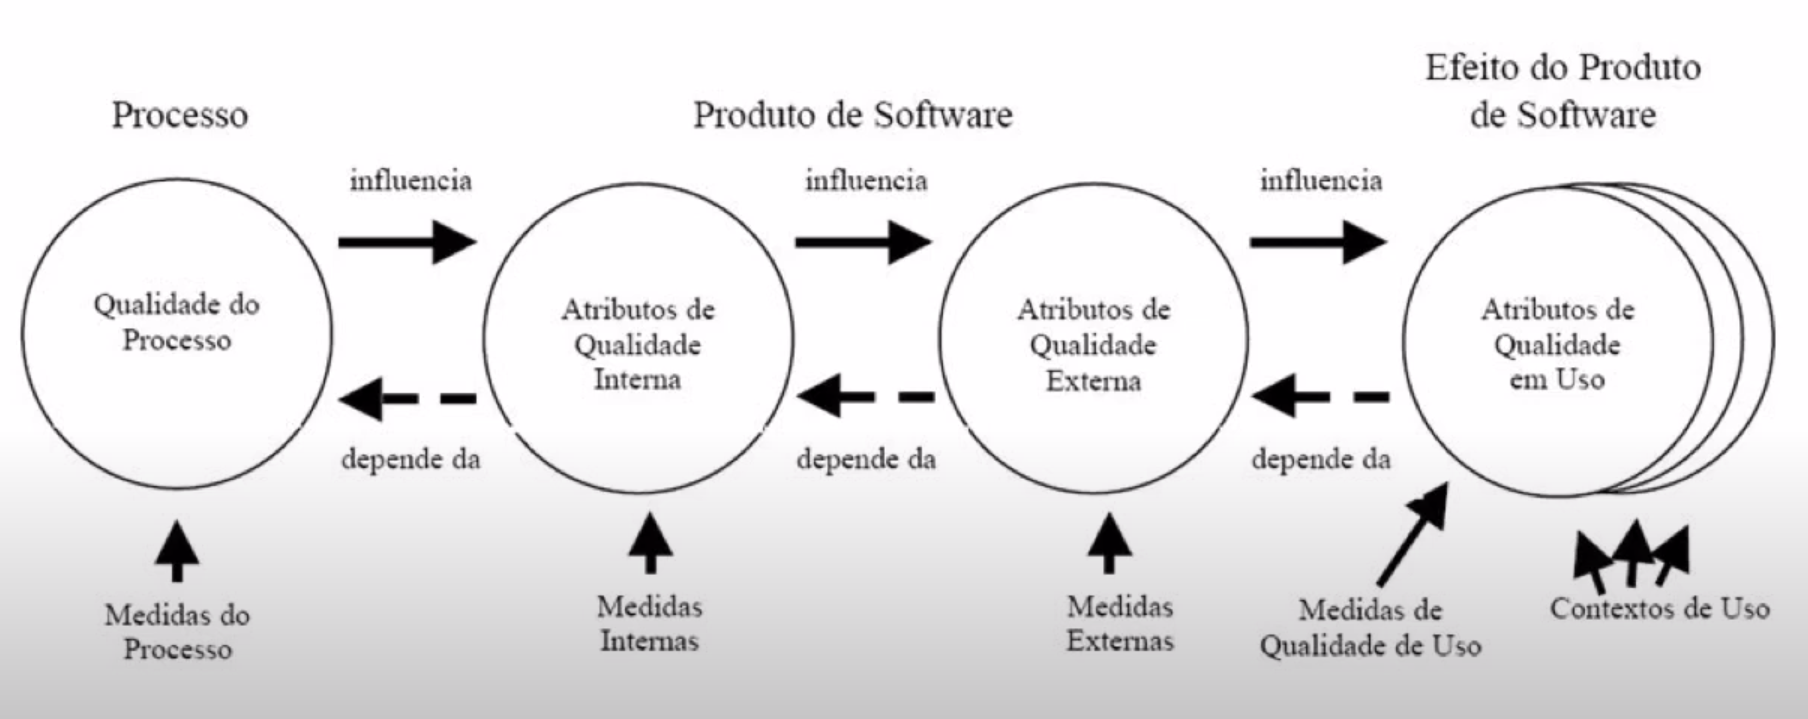 Processo
Produto de Software
Efeito do Produto
de Software
influencia
influencia
influencia
Qualidade do
Processo
Atributos de
Qualidade
Interna
Atributos de
Qualidade
Externa
Atributos de
Qualidade
em Uso
depende da
depende da
depende da
Medidas do
Processo
Medidas
Internas
Medidas
Externas
Medidas de
Qualidade de Uso
Contextos de Uso